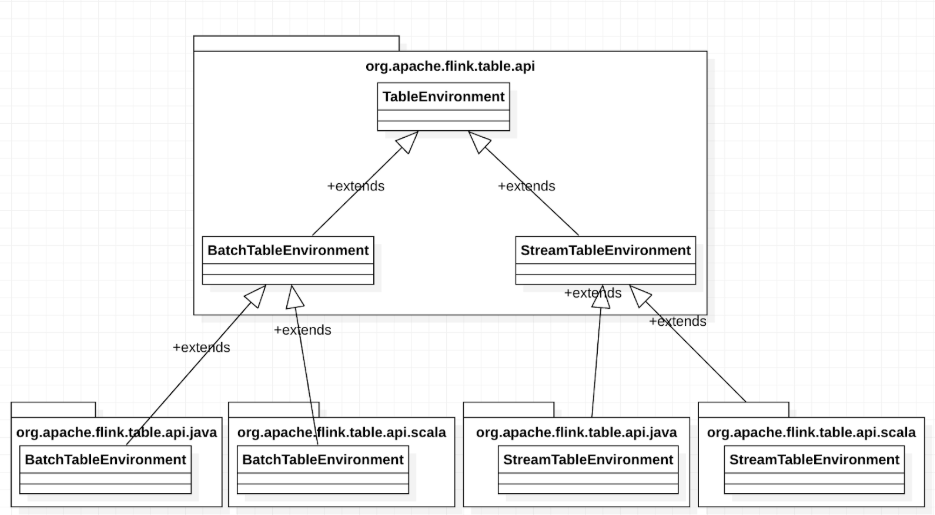 org.apache.flink.table.api
TableEnvironment
+extends
+extends
BatchTableEnvironment
StreamTableEnvironment
+extends
+extends
+extends
+extends
org.apache.flink.table.api.java
BatchTableEnvironment
org.apache.flink.table.api.scala
BatchTableEnvironment
org.apache.flink.table.api.java
StreamTableEnvironment
org.apache.flink.table.api.scala
StreamTableEnvironment